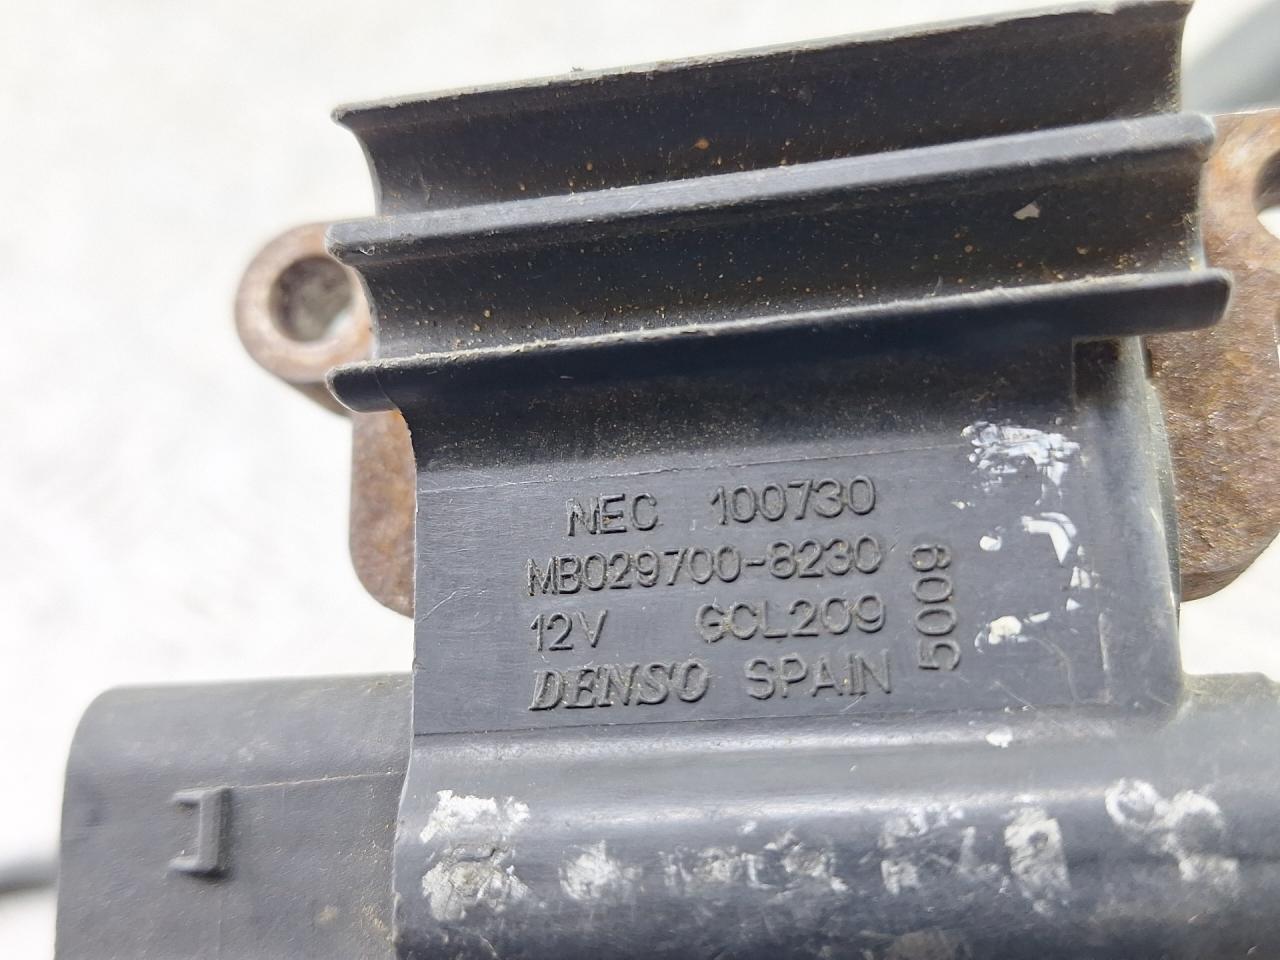 NEC 100730
MB029700-8230
12V GCL209
DENSO SPAIN
5009